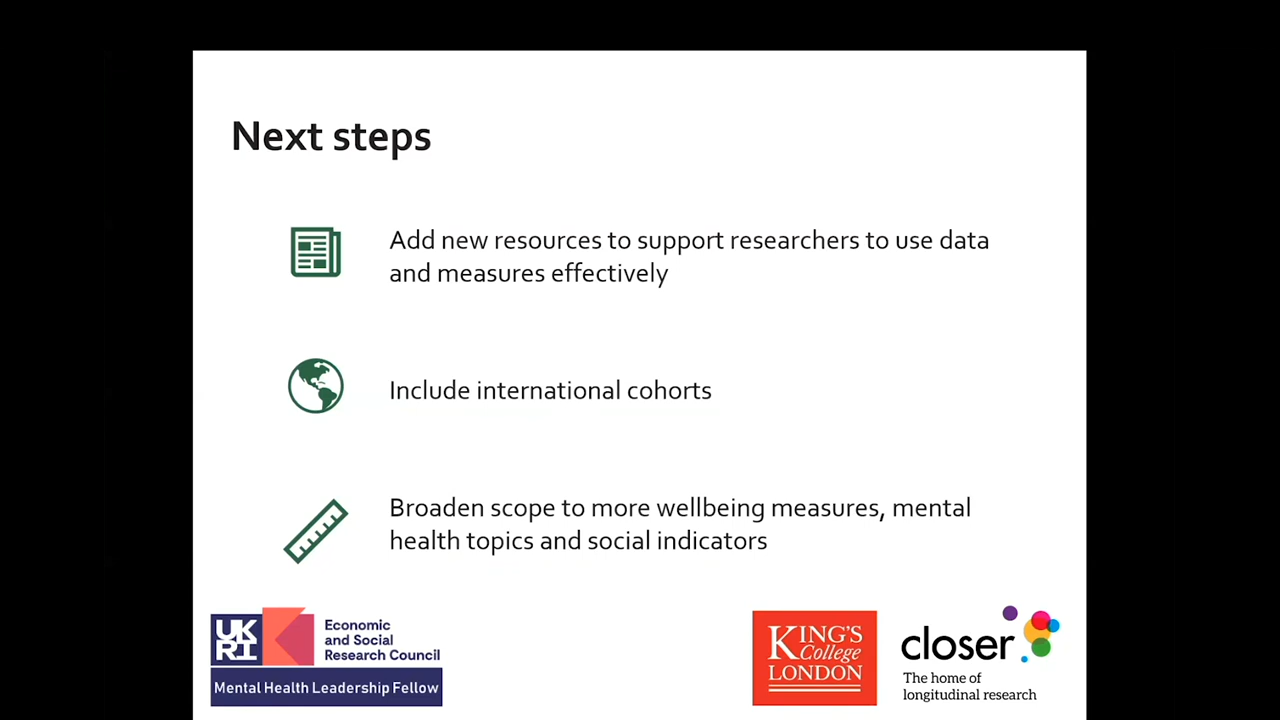 Next steps
Add new resources to support researchers to use data
and measures effectively
Include international cohorts
Broaden scope to more wellbeing measures, mental
health topics and social indicators
UK
RI
Economic
and Social
Research Council
Mental Health Leadership Fellow
KING'S
College
LONDON
closer
The home of
longitudinal research